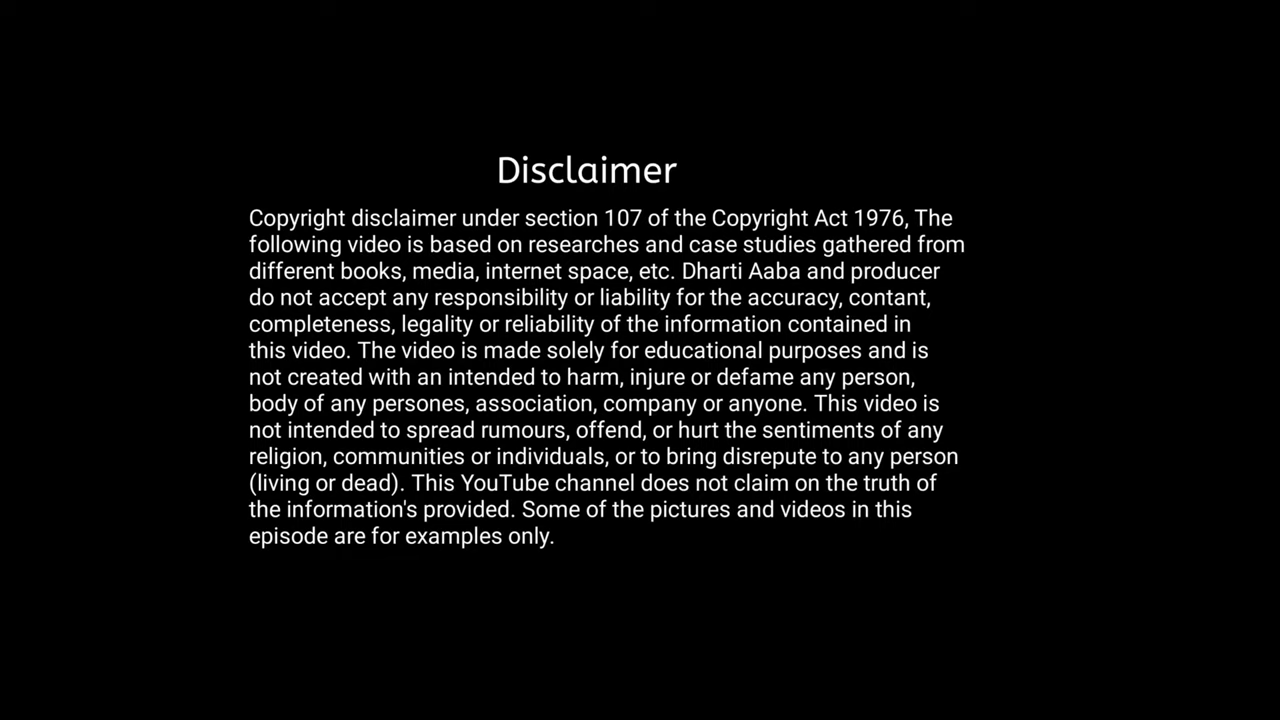 Disclaimer
Copyright disclaimer under section 107 of the Copyright Act 1976, The
following video is based on researches and case studies gathered from
different books, media, internet space, etc. Dharti Aaba and producer
do not accept any responsibility or liability for the accuracy, contant,
completeness, legality or reliability of the information contained in
this video. The video is made solely for educational purposes and is
not created with an intended to harm, injure or defame any person,
body of any persones, association, company or anyone. This video is
not intended to spread rumours, offend, or hurt the sentiments of any
religion, communities or individuals, or to bring disrepute to any person
(living or dead). This YouTube channel does not claim on the truth of
the information's provided. Some of the pictures and videos in this
episode are for examples only.